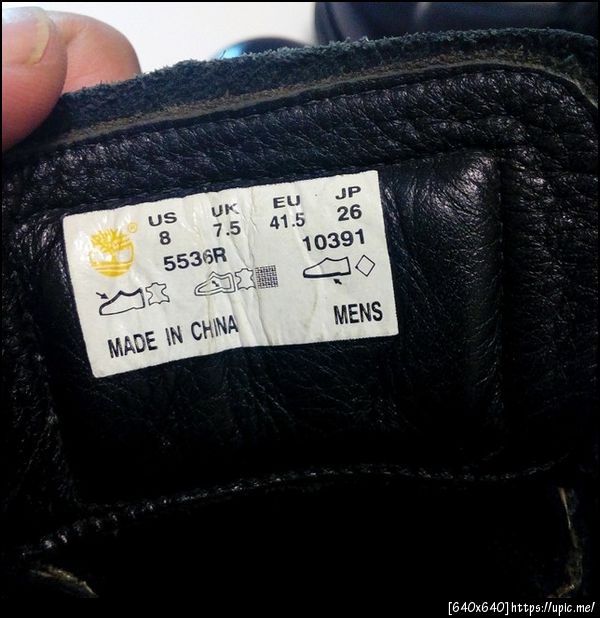 US UK EU JP
8 7.5 41.5 26
5536R 10391
MADE IN CHINA MENS
[640x640]https://upic.me/